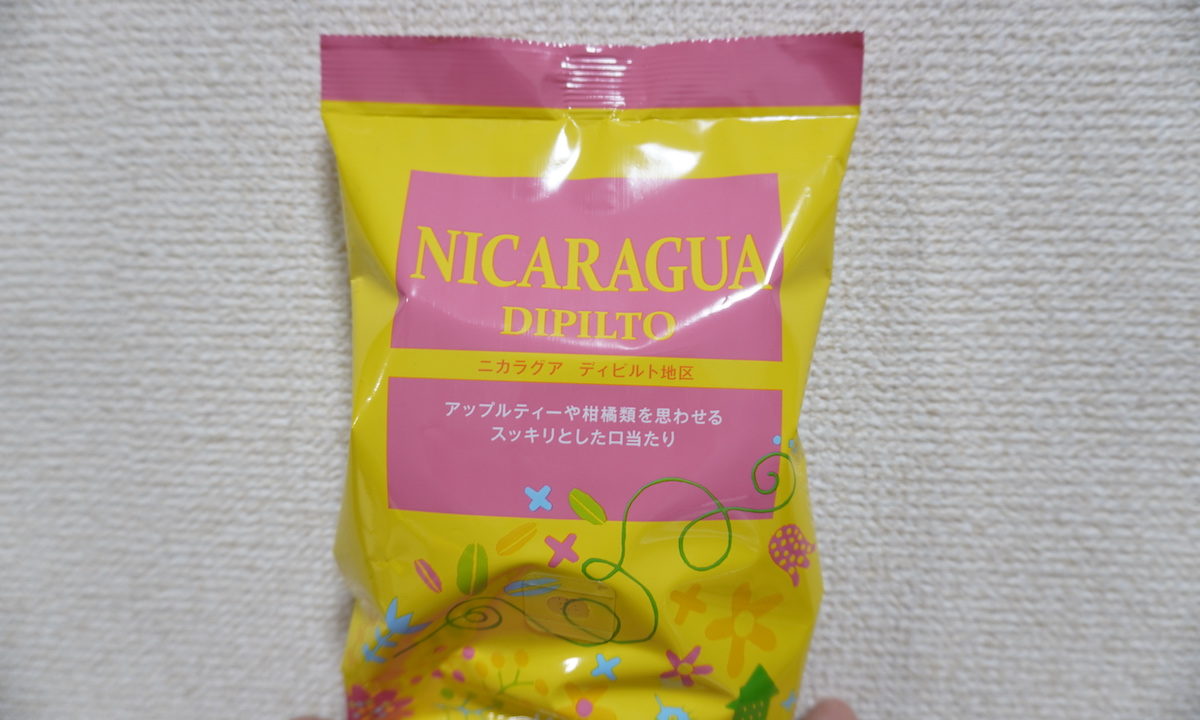 NICARAGUA
DIPILTO
ニカラグア ディピルト地区
アップルティーや柑橘類を思わせる
スッキリとした口当たり